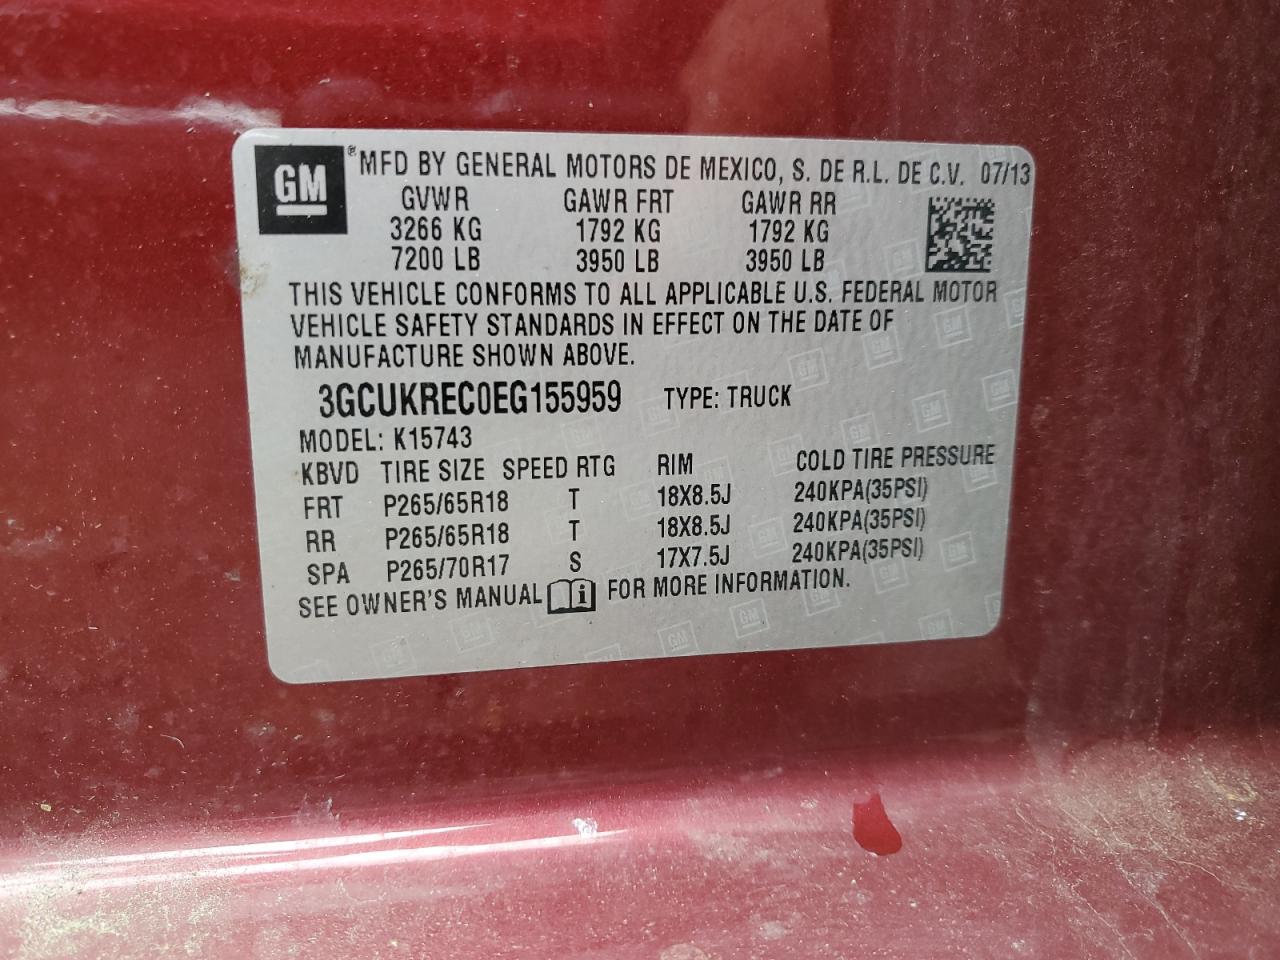 GM ® MFD BY GENERAL MOTORS DE MEXICO, S. DE R.L. DE C.V. 07/13
GVWR GAWR FRT GAWR RR
3266 KG 1792 KG 1792 KG
7200 LB 3950 LB 3950 LB
THIS VEHICLE CONFORMS TO ALL APPLICABLE U.S. FEDERAL MOTOR
VEHICLE SAFETY STANDARDS IN EFFECT ON THE DATE OF
MANUFACTURE SHOWN ABOVE.
3GCUKREC0EG155959 TYPE: TRUCK
MODEL: K15743
KBVD TIRE SIZE SPEED RTG RIM COLD TIRE PRESSURE
FRT P265/65R18 T 18X8.5J 240KPA(35PSI)
RR P265/65R18 T 18X8.5J 240KPA(35PSI)
SPA P265/70R17 S 17X7.5J 240KPA(35PSI)
SEE OWNER'S MANUAL i FOR MORE INFORMATION.